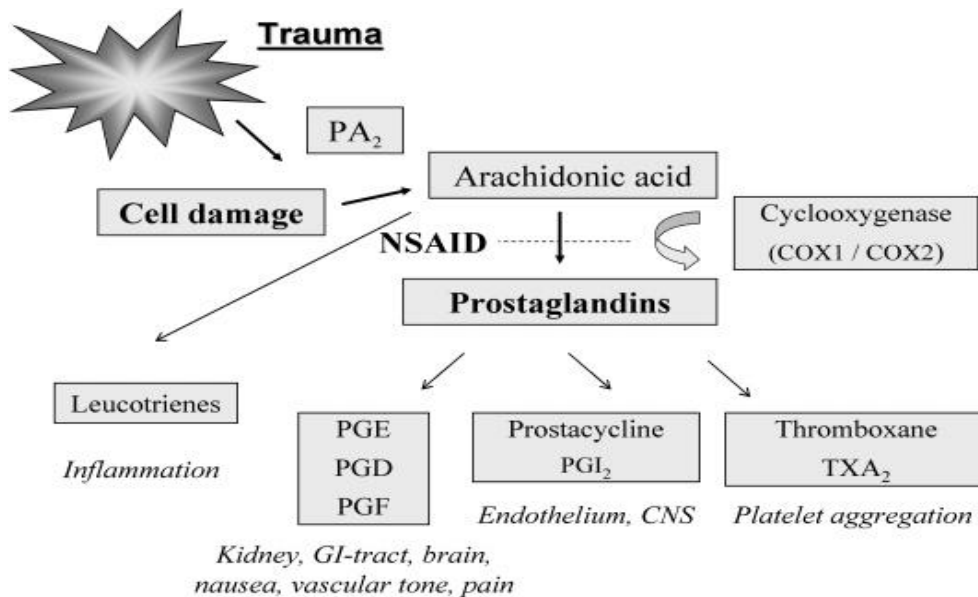 Trauma
PA₂
Arachidonic acid
Cell damage
Cyclooxygenase
(COX1 / COX2)
NSAID
Prostaglandins
Leucotrienes
Inflammation
PGE
PGD
PGF
Kidney, GI-tract, brain,
nausea, vascular tone, pain
Prostacycline
PGI₂
Endothelium, CNS
Thromboxane
TXA₂
Platelet aggregation